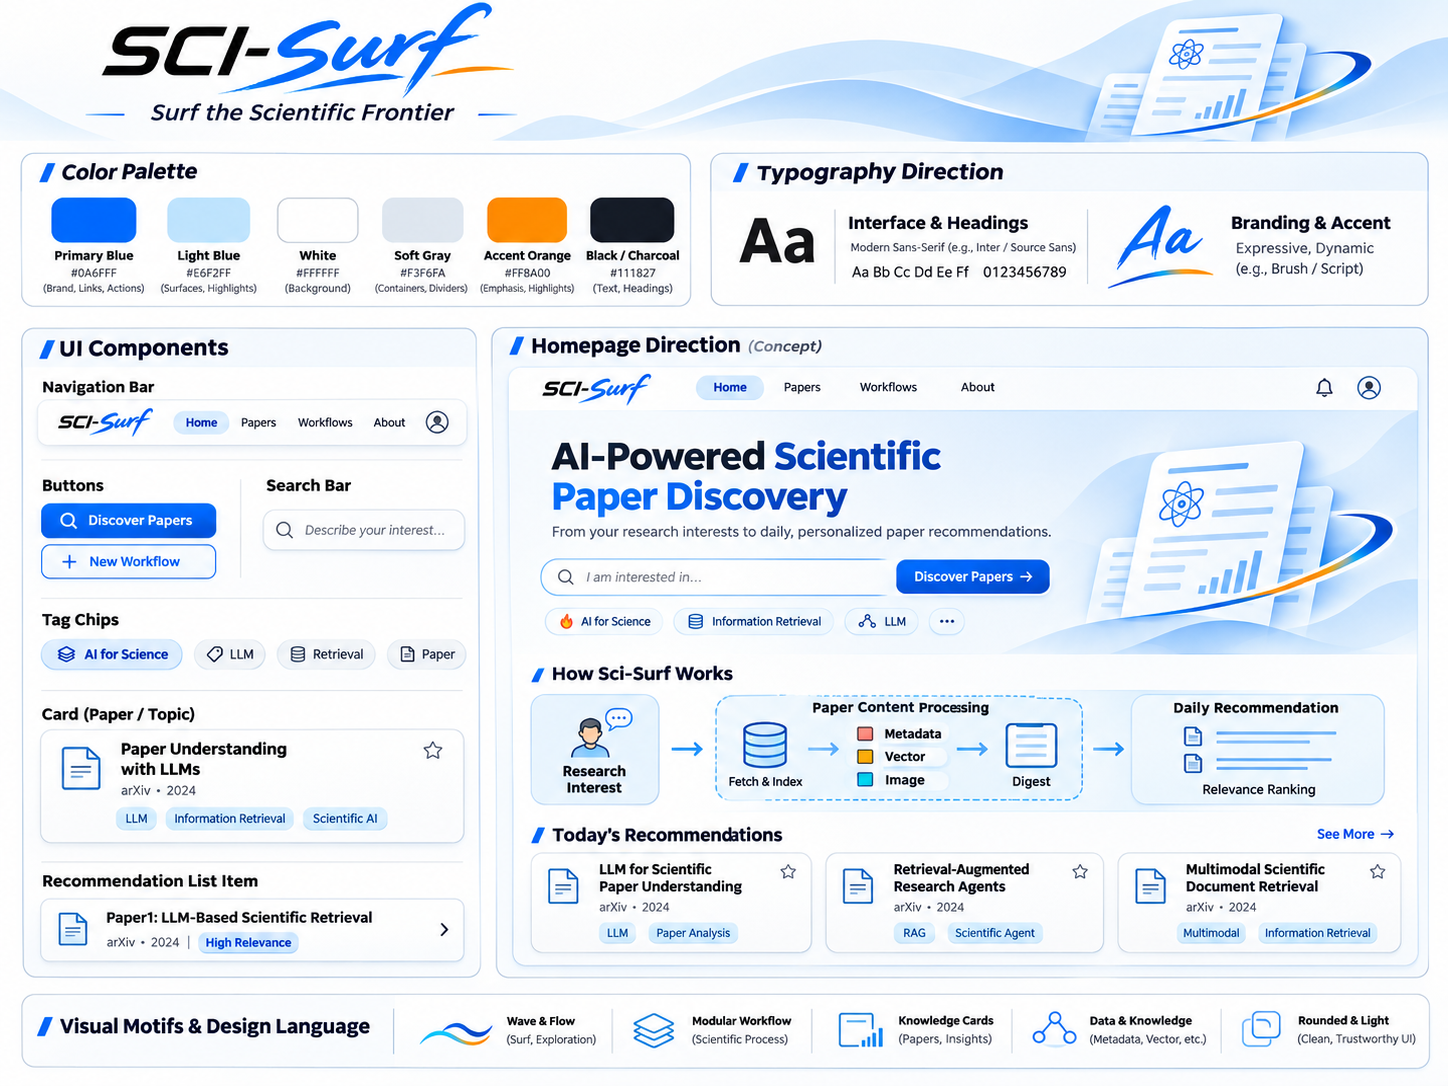 SCI-Surf
Surf the Scientific Frontier
Color Palette
Primary Blue
#0A6FFF
(Brand, Links, Actions)
Light Blue
#E6F2FF
(Surfaces, Highlights)
White
#FFFFFF
(Background)
Soft Gray
#F3F6FA
(Containers, Dividers)
Accent Orange
#FF8A00
(Emphasis, Highlights)
Black / Charcoal
#111827
(Text, Headings)
Typography Direction
Aa
Interface & Headings
Modern Sans-Serif (e.g., Inter / Source Sans)
Aa Bb Cc Dd Ee Ff 0123456789
Aa
Branding & Accent
Expressive, Dynamic
(e.g., Brush / Script)
UI Components
Navigation Bar
SCI-Surf Home Papers Workflows About
Buttons
Discover Papers
New Workflow
Search Bar
Describe your interest...
Tag Chips
AI for Science LLM Retrieval Paper
Card (Paper / Topic)
Paper Understanding
with LLMs
arXiv • 2024
LLM Information Retrieval Scientific AI
Recommendation List Item
Paper1: LLM-Based Scientific Retrieval
arXiv • 2024 | High Relevance
Homepage Direction (Concept)
SCI-Surf Home Papers Workflows About
AI-Powered Scientific
Paper Discovery
From your research interests to daily, personalized paper recommendations.
I am interested in...
Discover Papers →
AI for Science Information Retrieval LLM •••
How Sci-Surf Works
Research
Interest
Paper Content Processing
Fetch & Index
Metadata
Vector
Image
Digest
Daily Recommendation
Relevance Ranking
Today's Recommendations
See More →
LLM for Scientific
Paper Understanding
arXiv • 2024
LLM Paper Analysis
Retrieval-Augmented
Research Agents
arXiv • 2024
RAG Scientific Agent
Multimodal Scientific
Document Retrieval
arXiv • 2024
Multimodal Information Retrieval
Visual Motifs & Design Language
Wave & Flow
(Surf, Exploration)
Modular Workflow
(Scientific Process)
Knowledge Cards
(Papers, Insights)
Data & Knowledge
(Metadata, Vector, etc.)
Rounded & Light
(Clean, Trustworthy UI)